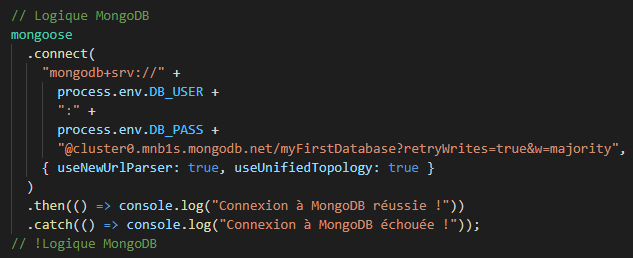 // Logique MongoDB
mongoose
.connect(
"mongodb+srv://" +
process.env.DB_USER +
":" +
process.env.DB_PASS +
"@cluster0.mnb1s.mongodb.net/myFirstDatabase?retryWrites=true&w=majority",
{ useNewUrlParser: true, useUnifiedTopology: true }
)
.then(() => console.log("Connexion à MongoDB réussie !"))
.catch(() => console.log("Connexion à MongoDB échouée !"));
// !Logique MongoDB